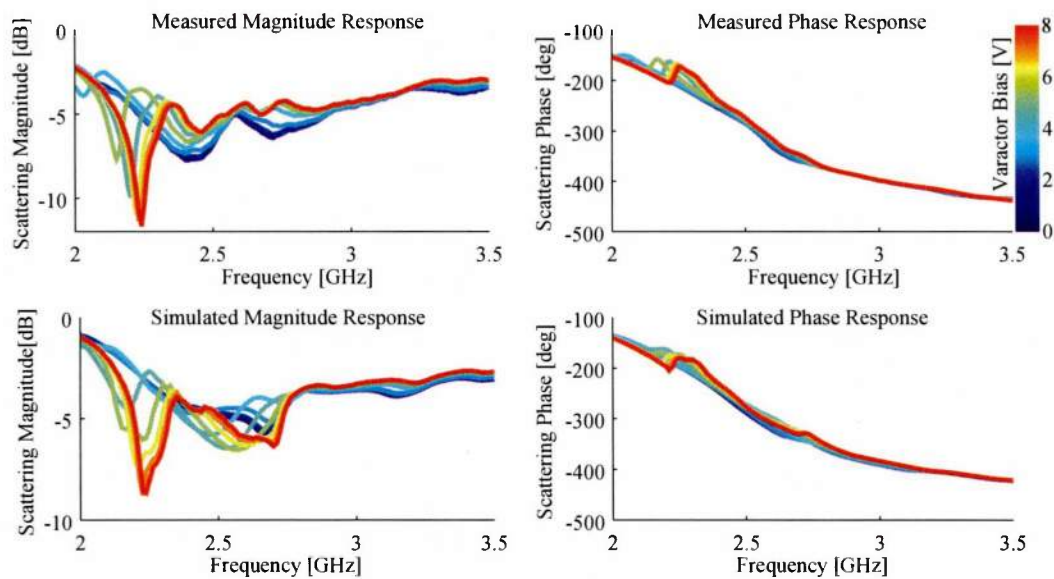 Measured Magnitude Response
Scattering Magnitude [dB]
0
-5
-10
2
2.5
3
3.5
Frequency [GHz]
Measured Phase Response
Scattering Phase [deg]
-100
-200
-300
-400
-500
2
2.5
3
3.5
Frequency [GHz]
Varactor Bias [V]
8
6
4
2
0
Simulated Magnitude Response
Scattering Magnitude[dB]
0
-5
-10
2
2.5
3
3.5
Frequency [GHz]
Simulated Phase Response
Scattering Phase [deg]
-100
-200
-300
-400
-500
2
2.5
3
3.5
Frequency [GHz]